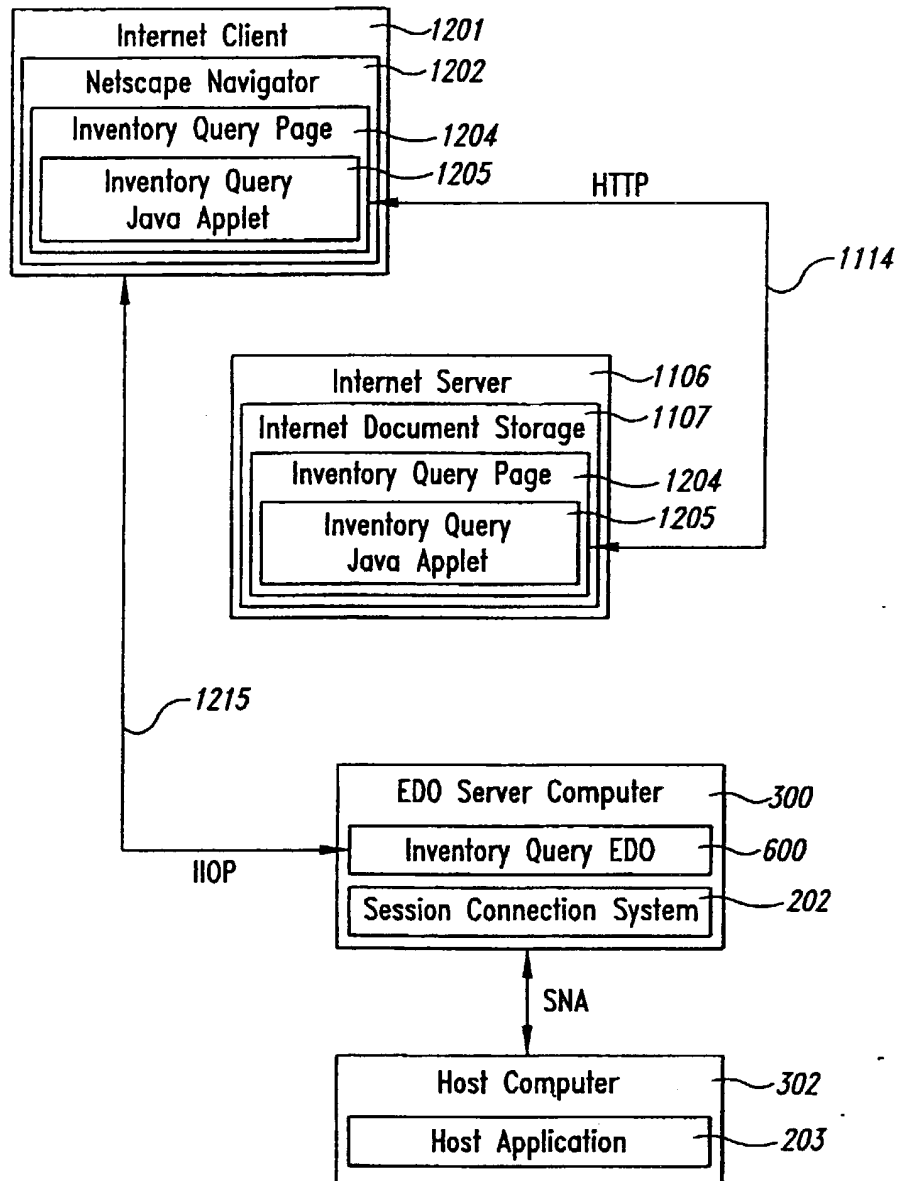 Internet Client
1201
Netscape Navigator
1202
Inventory Query Page
1204
1205
Inventory Query
Java Applet
HTTP
1114
Internet Server
1106
Internet Document Storage
1107
Inventory Query Page
1204
1205
Inventory Query
Java Applet
1215
EDO Server Computer
300
Inventory Query EDO
600
IIOP
Session Connection System
202
SNA
Host Computer
302
Host Application
203